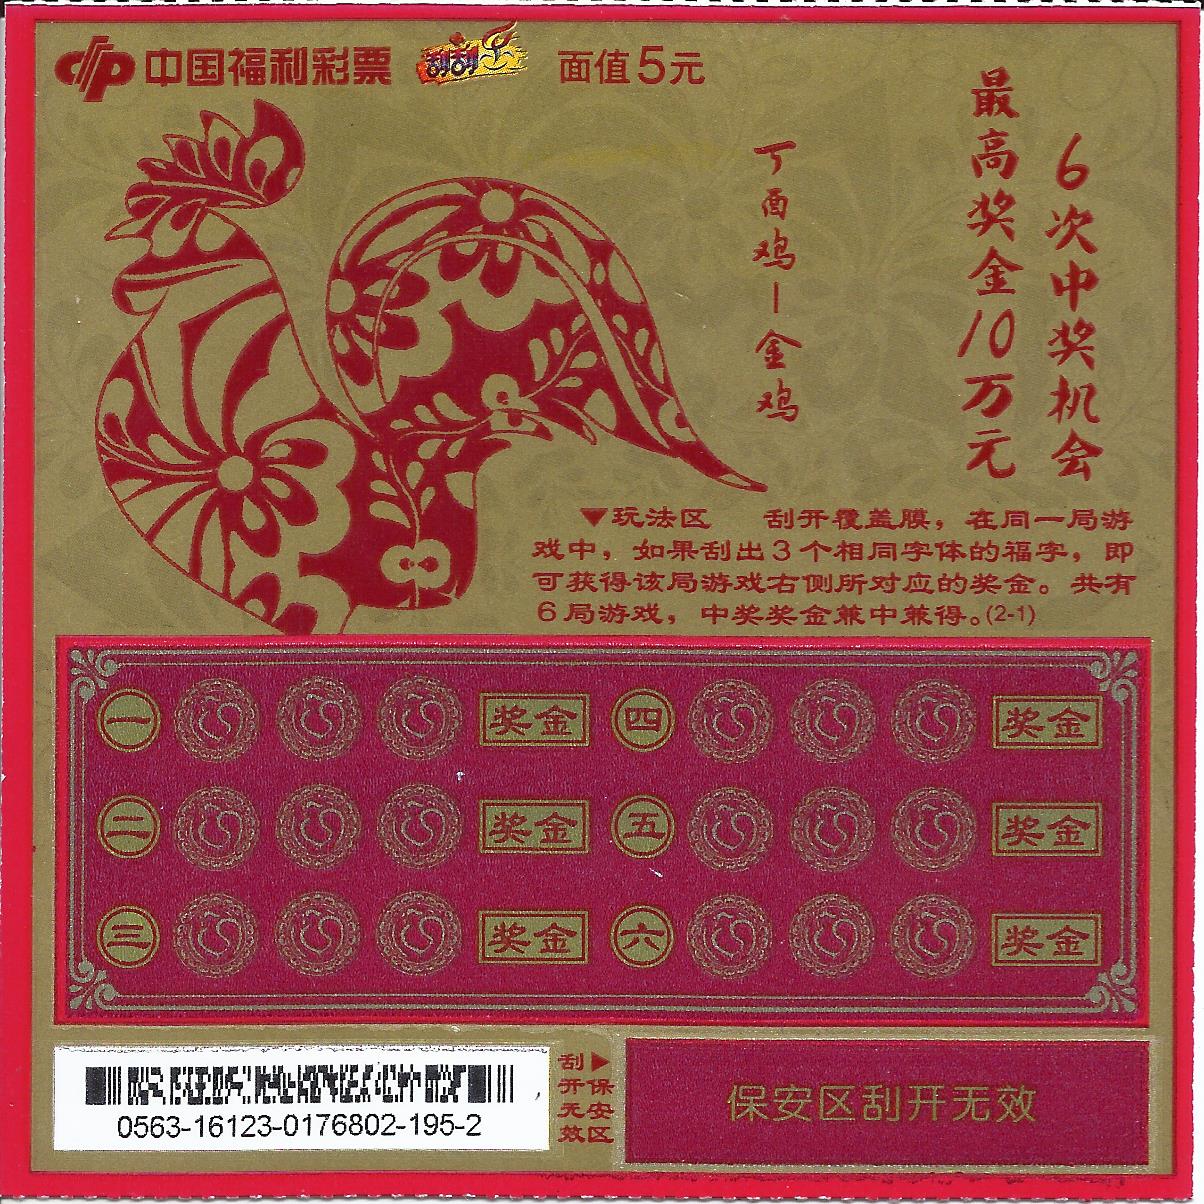 中国福利彩票 刮刮乐 面值5元
6次中奖机会
最高奖金10万元
丁酉鸡—金鸡
▼玩法区 刮开覆盖膜，在同一局游
戏中，如果刮出3个相同字体的福字，即
可获得该局游戏右侧所对应的奖金。共有
6局游戏，中奖奖金兼中兼得。(2-1)
一 奖金 四 奖金
二 奖金 五 奖金
三 奖金 六 奖金
0563-16123-0176802-195-2
▶保安区
刮开无效
保安区刮开无效